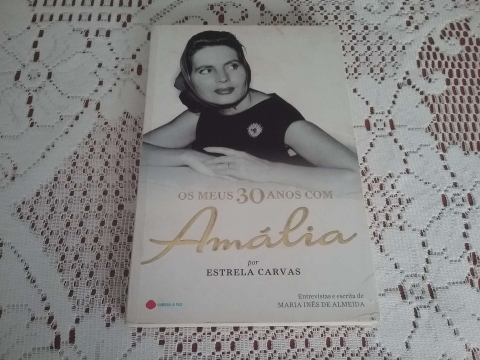 OS MEUS 30 ANOS COM
Amália
por
ESTRELA CARVAS
Entrevistas e escrita de
MARIA INÊS DE ALMEIDA